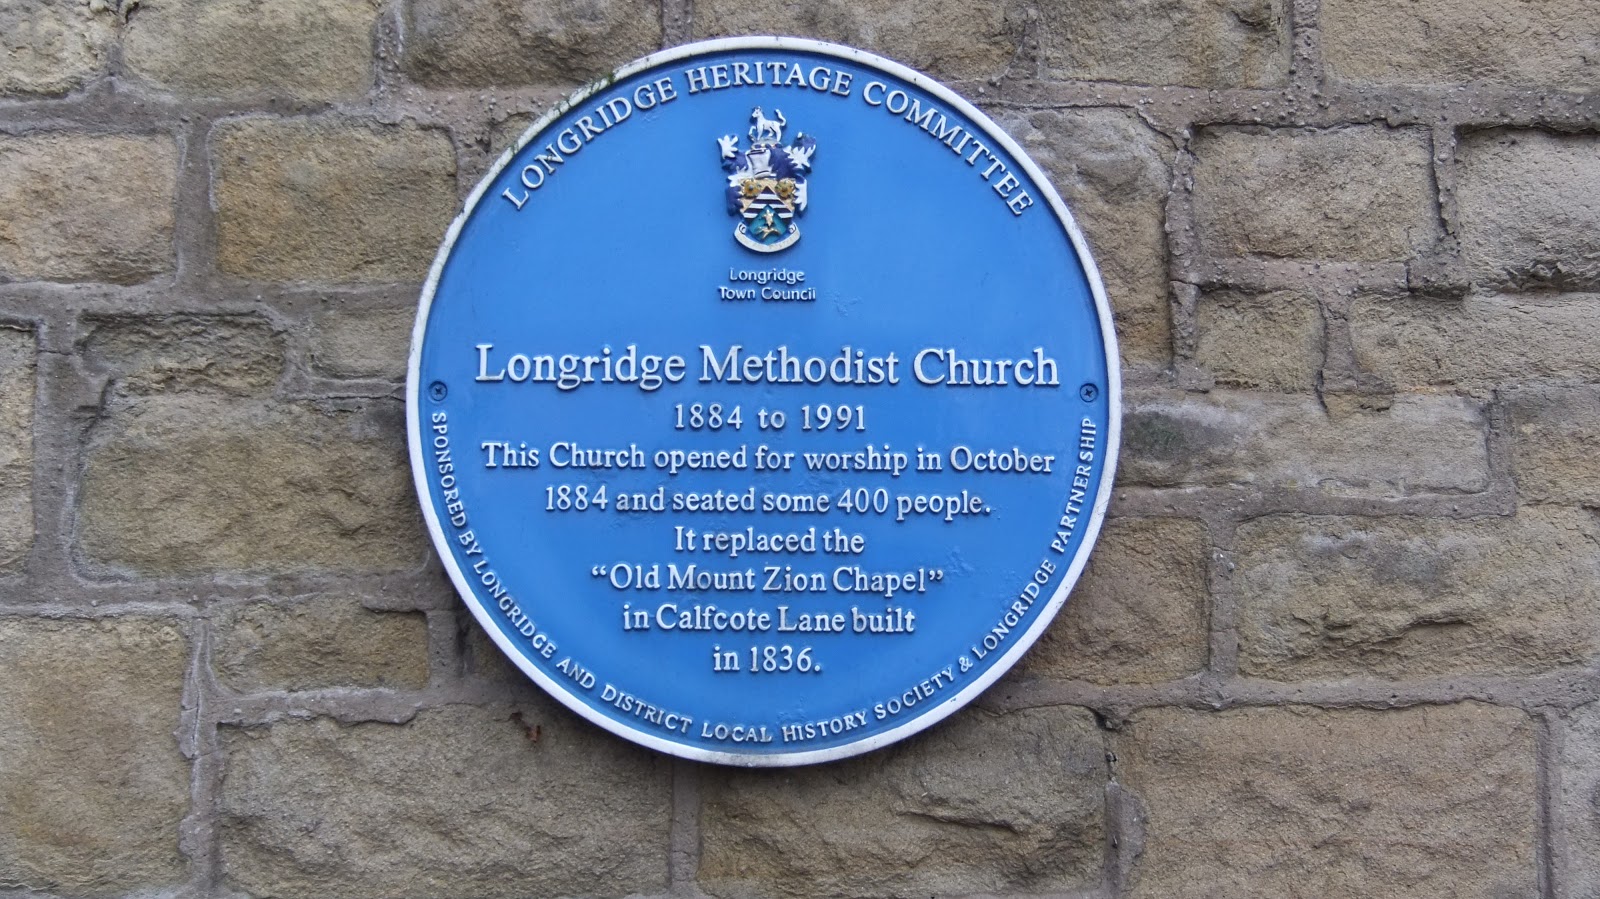 LONGRIDGE HERITAGE COMMITTEE
Longridge
Town Council
Longridge Methodist Church
1884 to 1991
This Church opened for worship in October
1884 and seated some 400 people.
It replaced the
“Old Mount Zion Chapel”
in Calfcote Lane built
in 1836.
SPONSORED BY LONGRIDGE AND DISTRICT LOCAL HISTORY SOCIETY & LONGRIDGE PARTNERSHIP